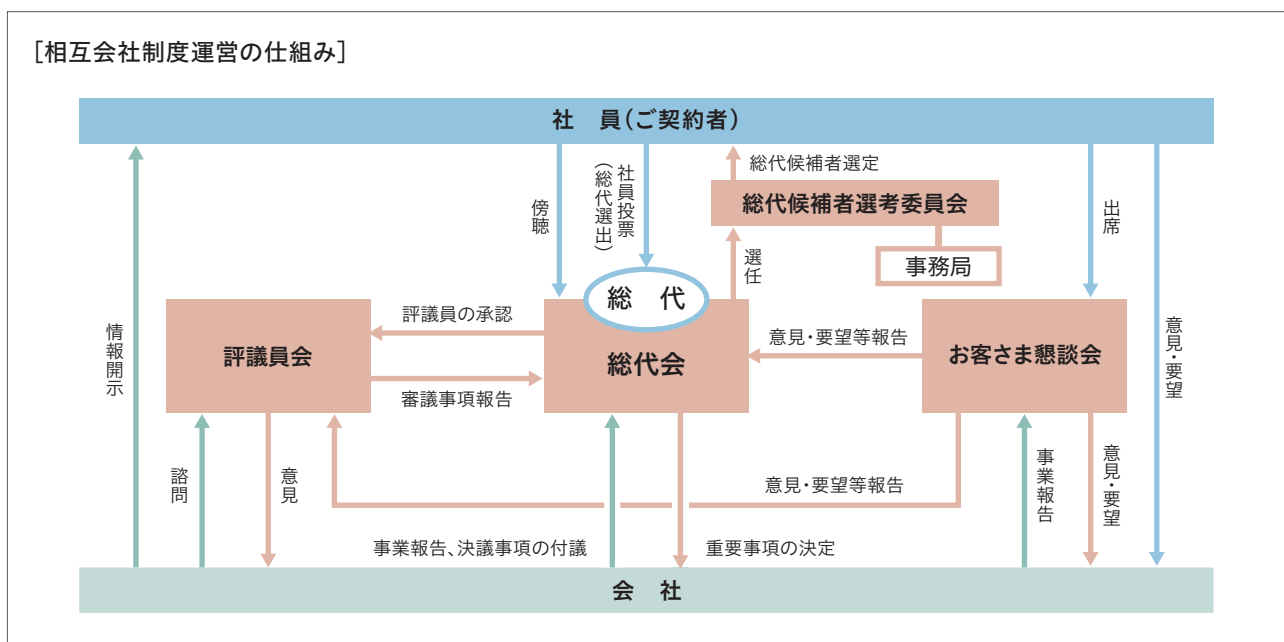 ［相互会社制度運営の仕組み］
社　員（ご契約者）
総代候補者選定
総代候補者選考委員会
事務局
傍聴
社員投票
（総代選出）
選任
出席
総　代
評議員の承認
意見・要望等報告
評議員会
総代会
お客さま懇談会
審議事項報告
情報開示
意見・要望
諮問
意見
意見・要望等報告
事業報告
意見・要望
事業報告、決議事項の付議
重要事項の決定
会　社